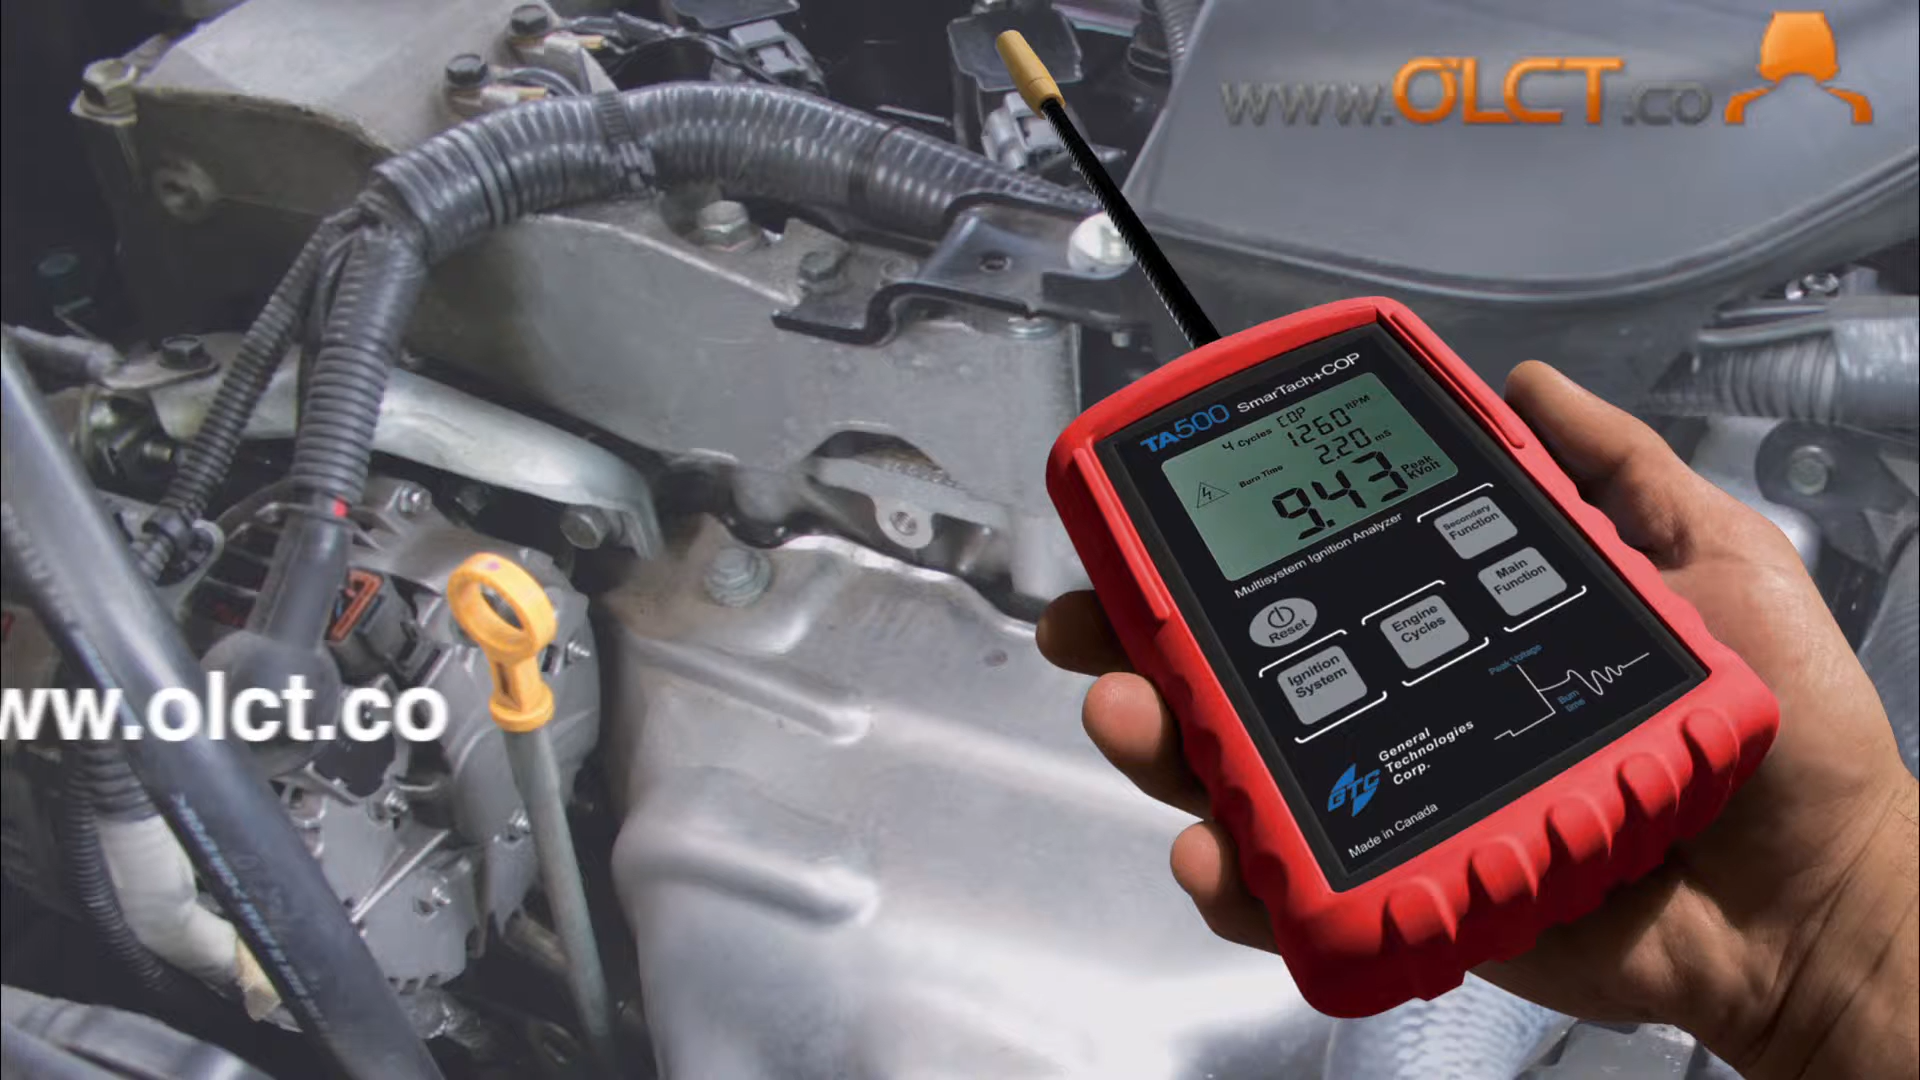 www.OLCT.co
TA500 SmarTach+COP
4 Cycles COP
1260 RPM
Burn Time 2.20 mS
9.43 Peak
KVolt
Multisystem Ignition Analyzer
Secondary
Function
Main
Function
Reset
Engine
Cycles
Ignition
System
Peak Voltage
Burn
time
GTC
General
Technologies
Corp.
Made in Canada
ww.olct.co